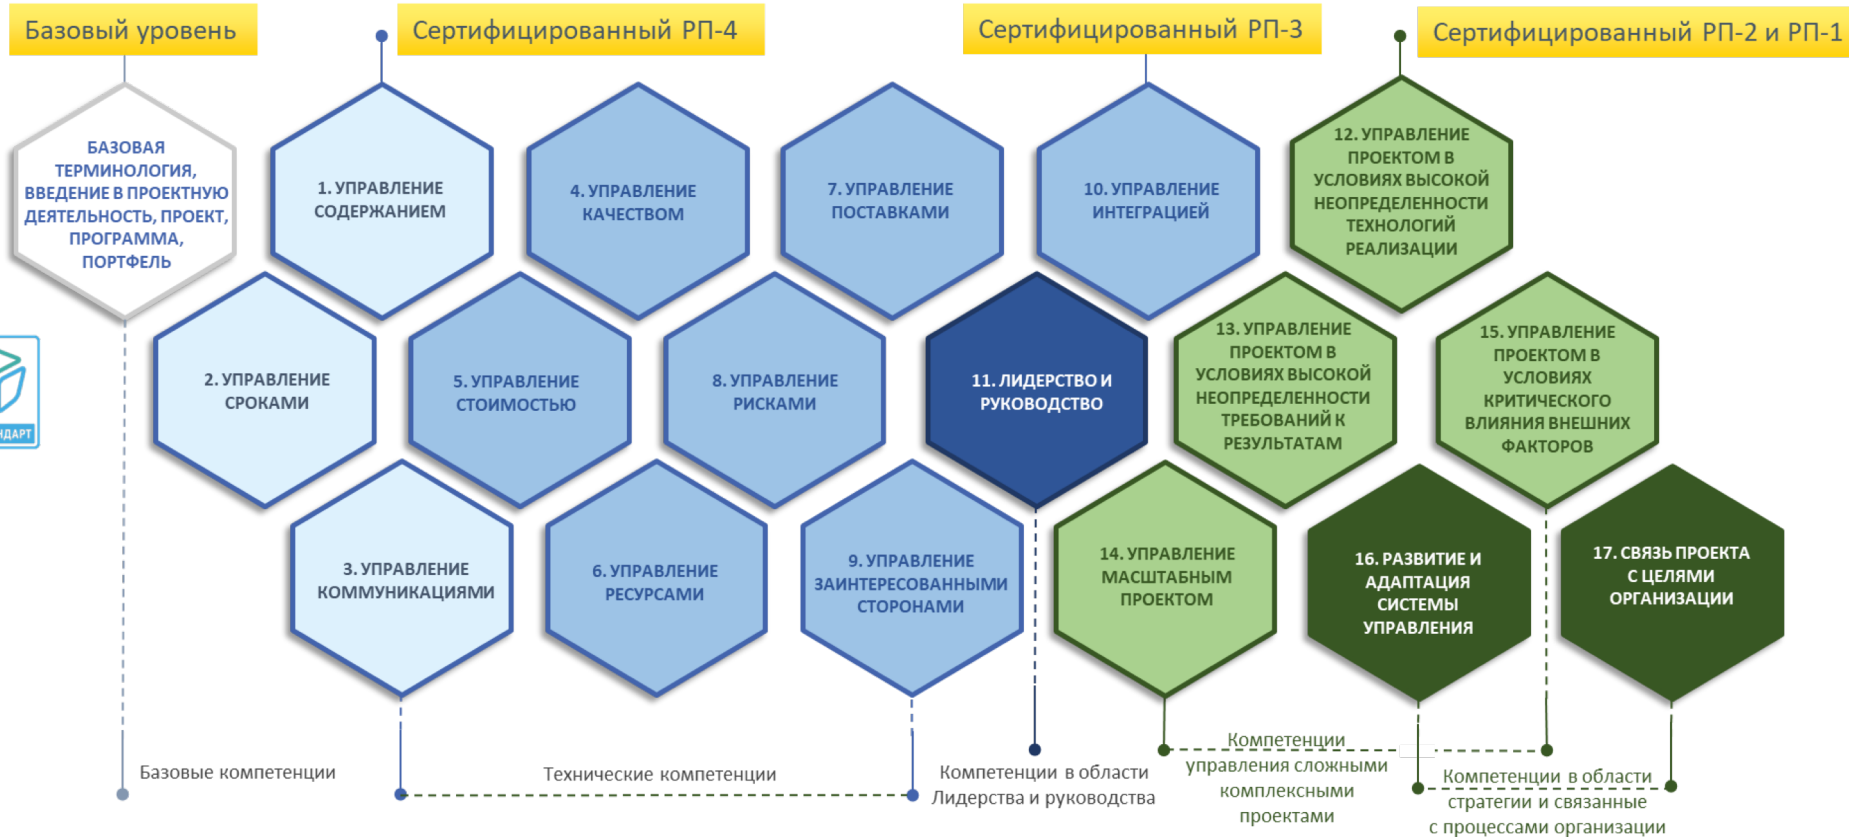 Базовый уровень
Сертифицированный РП-4
Сертифицированный РП-3
Сертифицированный РП-2 и РП-1
БАЗОВАЯ
ТЕРМИНОЛОГИЯ,
ВВЕДЕНИЕ В ПРОЕКТНУЮ
ДЕЯТЕЛЬНОСТЬ, ПРОЕКТ,
ПРОГРАММА,
ПОРТФЕЛЬ
1. УПРАВЛЕНИЕ
СОДЕРЖАНИЕМ
4. УПРАВЛЕНИЕ
КАЧЕСТВОМ
7. УПРАВЛЕНИЕ
ПОСТАВКАМИ
10. УПРАВЛЕНИЕ
ИНТЕГРАЦИЕЙ
12. УПРАВЛЕНИЕ
ПРОЕКТОМ В
УСЛОВИЯХ ВЫСОКОЙ
НЕОПРЕДЕЛЕННОСТИ
ТЕХНОЛОГИЙ
РЕАЛИЗАЦИИ
2. УПРАВЛЕНИЕ
СРОКАМИ
5. УПРАВЛЕНИЕ
СТОИМОСТЬЮ
8. УПРАВЛЕНИЕ
РИСКАМИ
11. ЛИДЕРСТВО И
РУКОВОДСТВО
13. УПРАВЛЕНИЕ
ПРОЕКТОМ В
УСЛОВИЯХ ВЫСОКОЙ
НЕОПРЕДЕЛЕННОСТИ
ТРЕБОВАНИЙ К
РЕЗУЛЬТАТАМ
15. УПРАВЛЕНИЕ
ПРОЕКТОМ В
УСЛОВИЯХ
КРИТИЧЕСКОГО
ВЛИЯНИЯ ВНЕШНИХ
ФАКТОРОВ
НДАРТ
3. УПРАВЛЕНИЕ
КОММУНИКАЦИЯМИ
6. УПРАВЛЕНИЕ
РЕСУРСАМИ
9. УПРАВЛЕНИЕ
ЗАИНТЕРЕСОВАННЫМИ
СТОРОНАМИ
14. УПРАВЛЕНИЕ
МАСШТАБНЫМ
ПРОЕКТОМ
16. РАЗВИТИЕ И
АДАПТАЦИЯ
СИСТЕМЫ
УПРАВЛЕНИЯ
17. СВЯЗЬ ПРОЕКТА
С ЦЕЛЯМИ
ОРГАНИЗАЦИИ
Базовые компетенции
Технические компетенции
Компетенции в области
Лидерства и руководства
Компетенции
управления сложными
комплексными
проектами
Компетенции в области
стратегии и связанные
с процессами организации